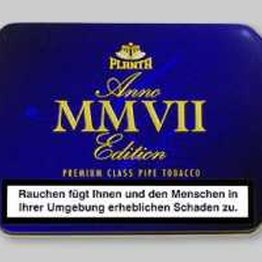 PLANTA
Anno
MMVII
Edition
PREMIUM CLASS PIPE TOBACCO
Rauchen fügt Ihnen und den Menschen in
Ihrer Umgebung erheblichen Schaden zu.